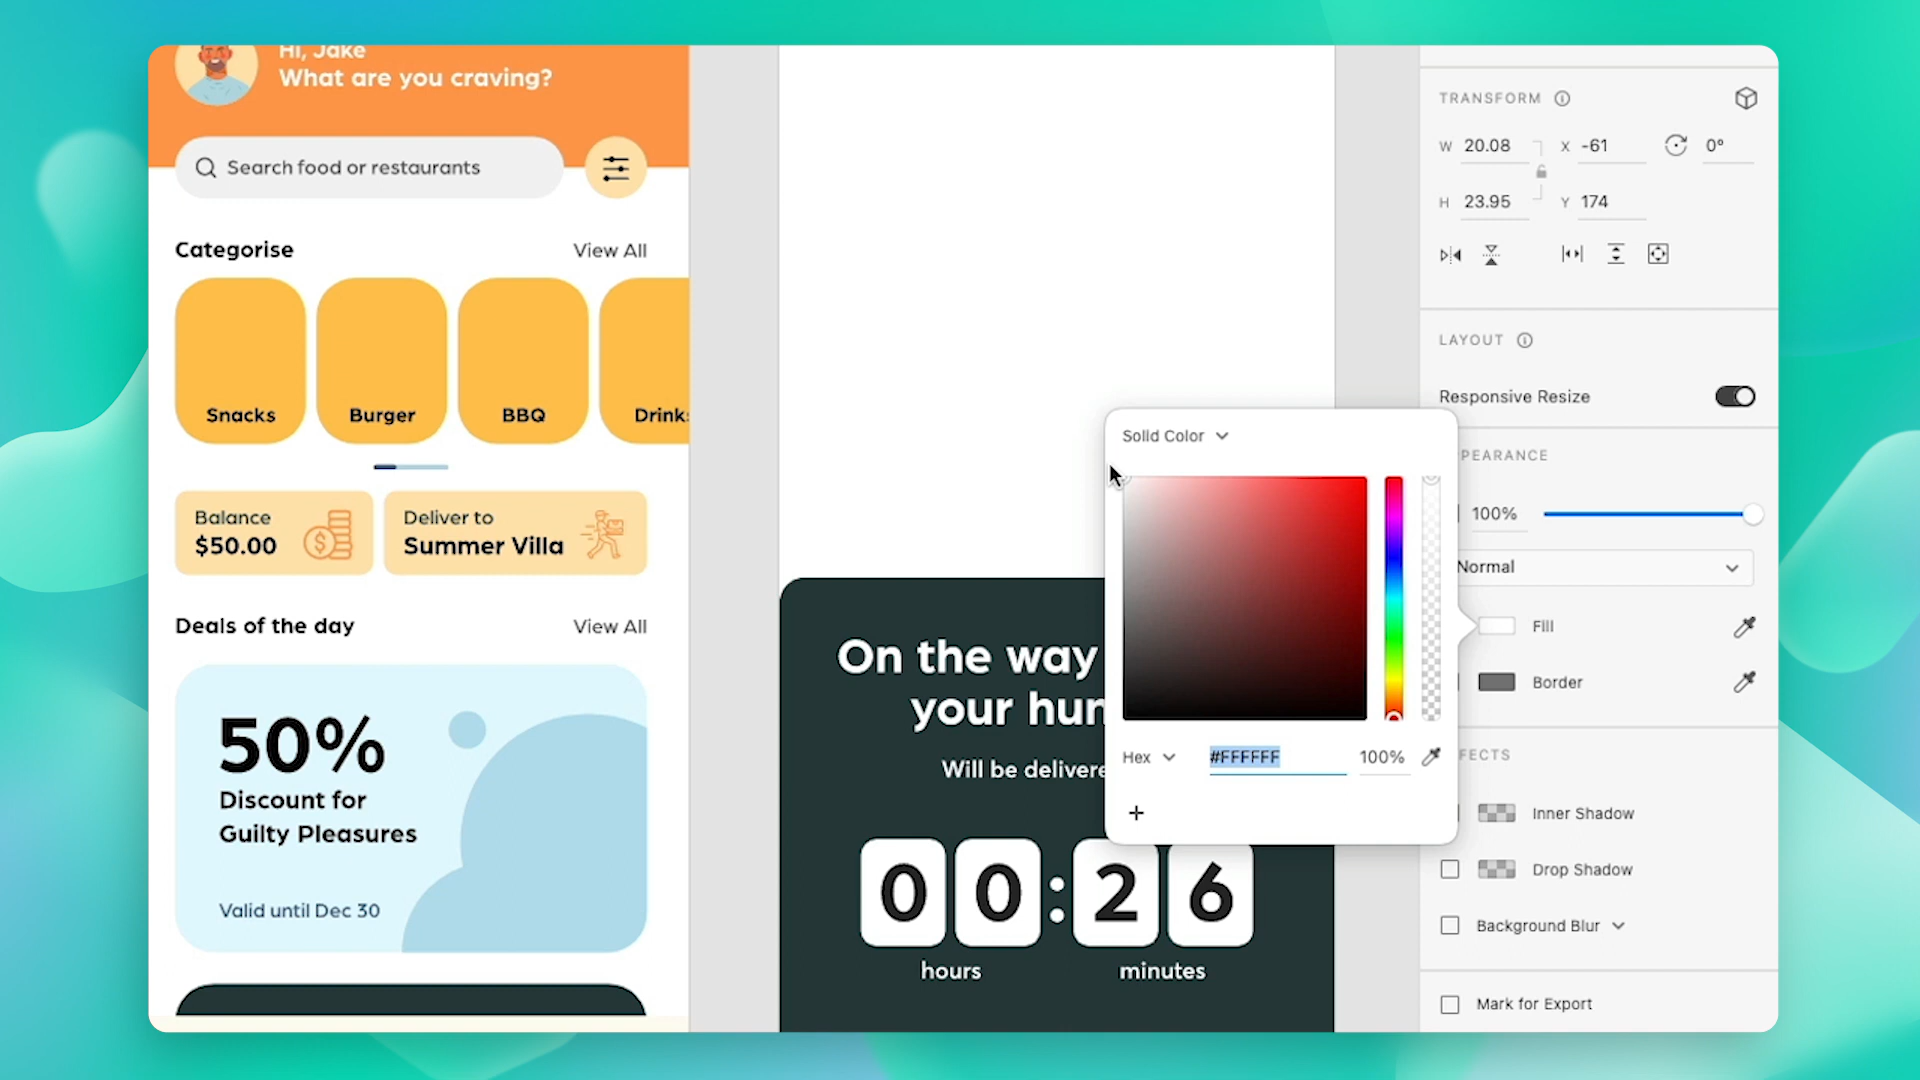 Hi, Jake
What are you craving?
Search food or restaurants
Categorise
View All
Snacks
Burger
BBQ
Drink
Balance
$50.00
Deliver to
Summer Villa
Deals of the day
View All
50%
Discount for
Guilty Pleasures
Valid until Dec 30
On the way
your hun
Will be delivere
00:26
hours
minutes
Solid Color
Hex
#FFFFFF
100%
+
TRANSFORM
W 20.08
X -61
0°
H 23.95
Y 174
LAYOUT
Responsive Resize
PEARANCE
100%
Normal
Fill
Border
FECTS
Inner Shadow
Drop Shadow
Background Blur
Mark for Export